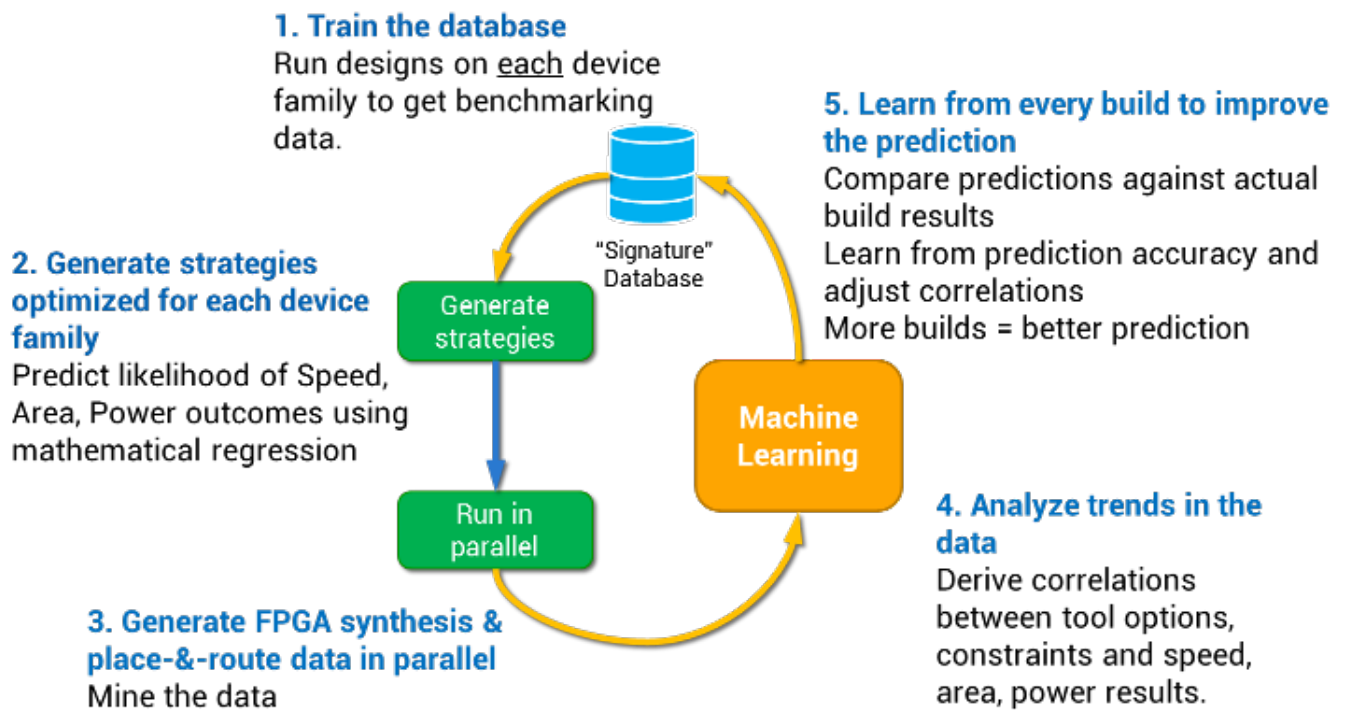 1. Train the database
Run designs on each device
family to get benchmarking
data.
5. Learn from every build to improve
the prediction
Compare predictions against actual
build results
Learn from prediction accuracy and
adjust correlations
More builds = better prediction
“Signature”
Database
2. Generate strategies
optimized for each device
family
Predict likelihood of Speed,
Area, Power outcomes using
mathematical regression
Generate
strategies
Machine
Learning
Run in
parallel
4. Analyze trends in the
data
Derive correlations
between tool options,
constraints and speed,
area, power results.
3. Generate FPGA synthesis &
place-&-route data in parallel
Mine the data